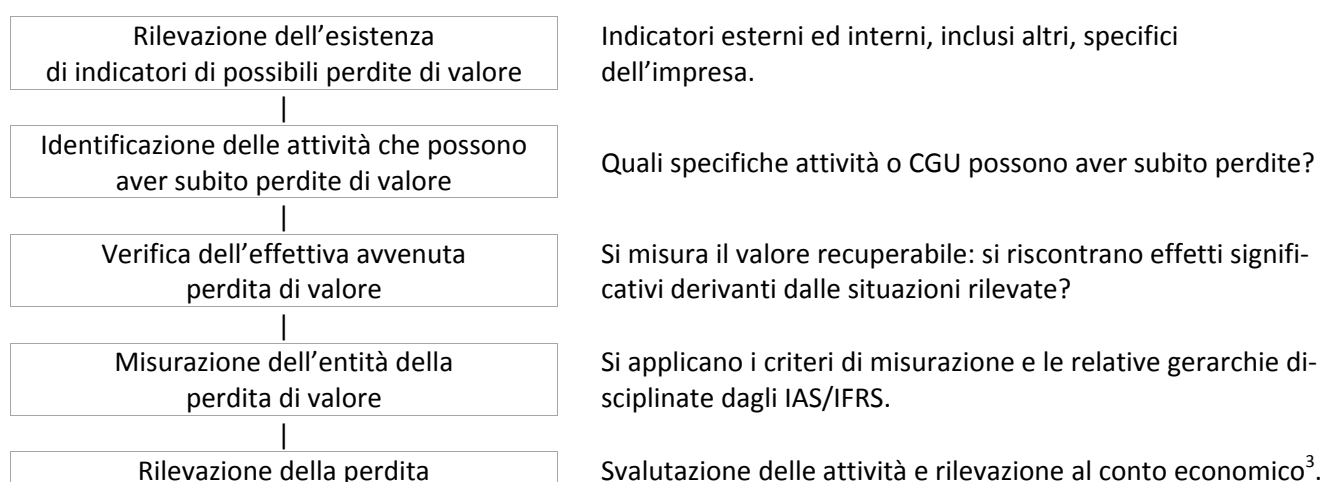 Rilevazione dell’esistenza
di indicatori di possibili perdite di valore
Indicatori esterni ed interni, inclusi altri, specifici
dell’impresa.
Identificazione delle attività che possono
aver subito perdite di valore
Quali specifiche attività o CGU possono aver subito perdite?
Verifica dell’effettiva avvenuta
perdita di valore
Si misura il valore recuperabile: si riscontrano effetti signifi-
cativi derivanti dalle situazioni rilevate?
Misurazione dell’entità della
perdita di valore
Si applicano i criteri di misurazione e le relative gerarchie di-
sciplinate dagli IAS/IFRS.
Rilevazione della perdita
Svalutazione delle attività e rilevazione al conto economico³.